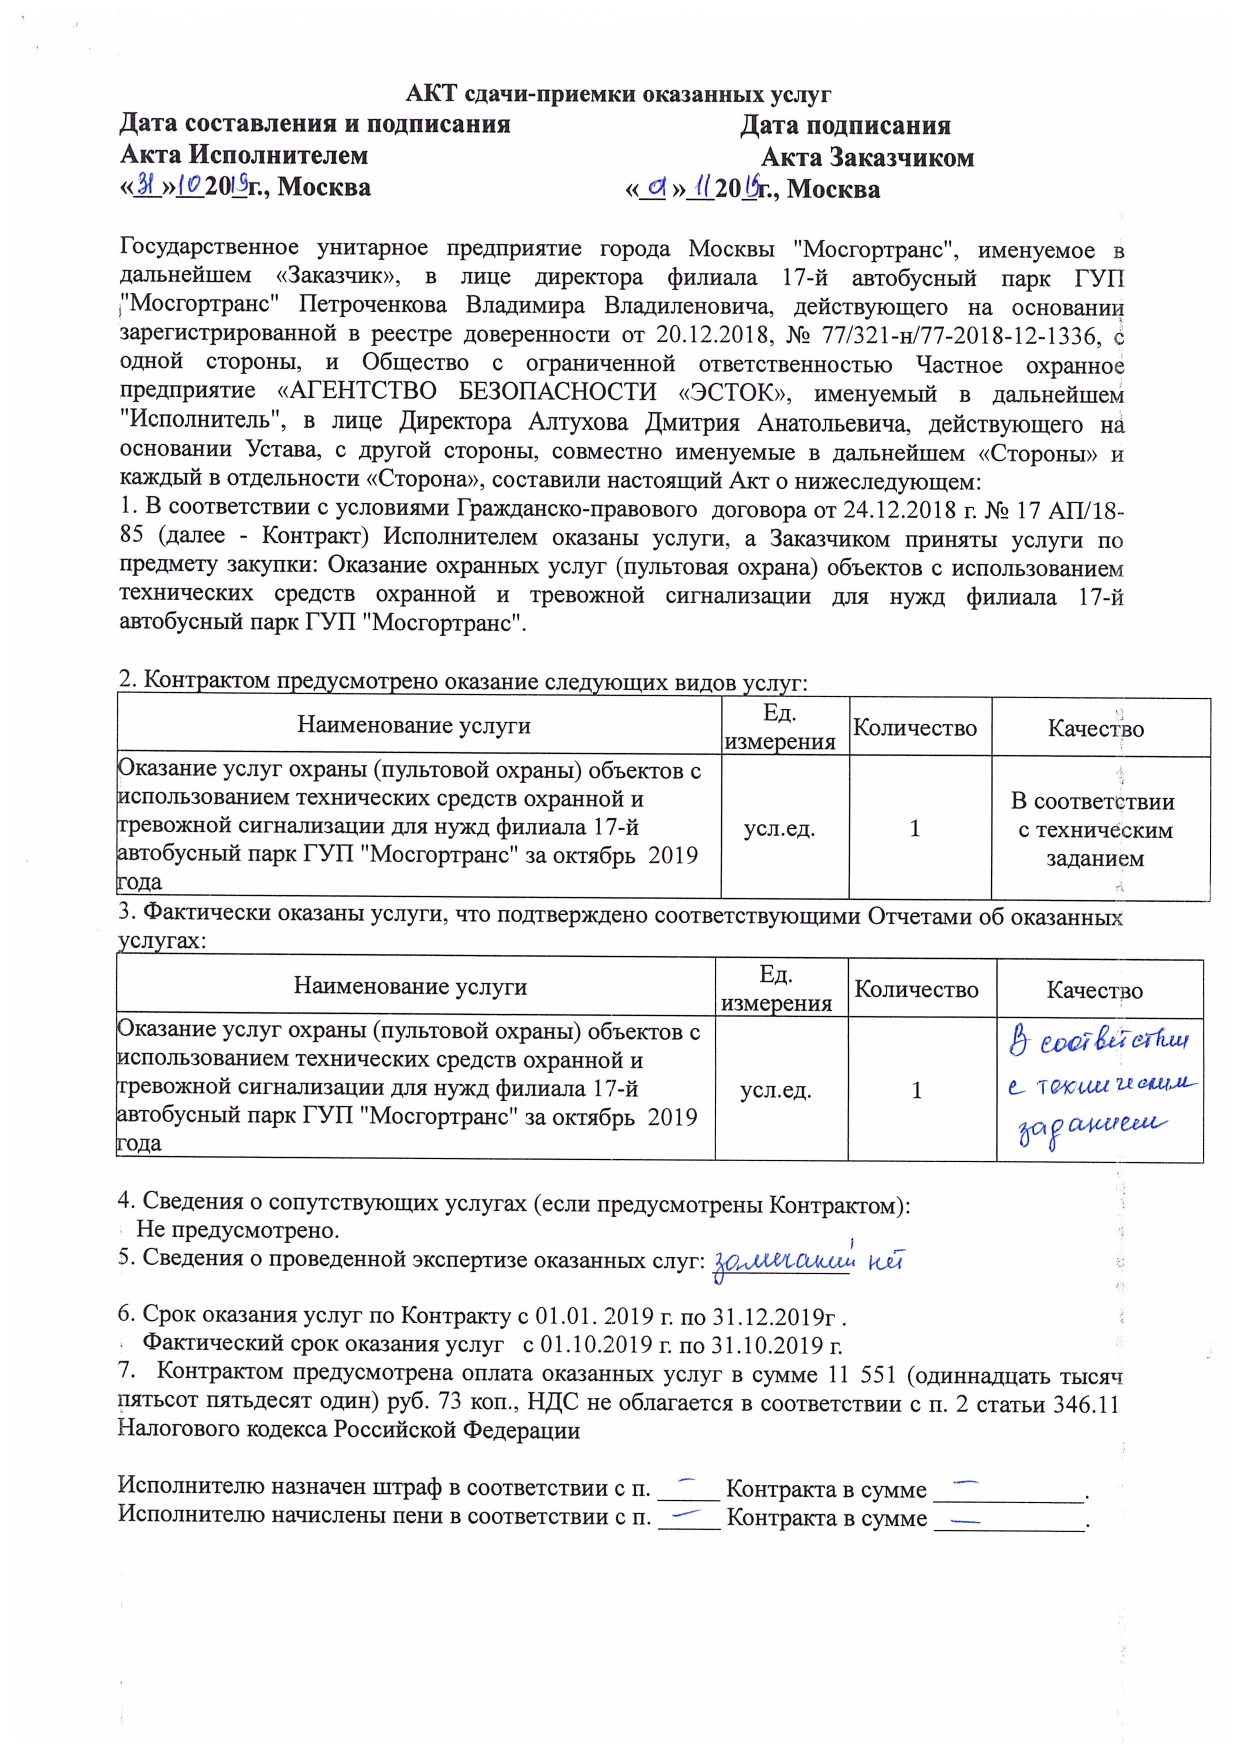 АКТ сдачи-приемки оказанных услуг
Дата составления и подписания Дата подписания
Акта Исполнителем Акта Заказчиком
«31»10 2019г., Москва «01»11 2019г., Москва
Государственное унитарное предприятие города Москвы "Мосгортранс", именуемое в
дальнейшем «Заказчик», в лице директора филиала 17-й автобусный парк ГУП
"Мосгортранс" Петроченкова Владимира Владиленовича, действующего на основании
зарегистрированной в реестре доверенности от 20.12.2018, № 77/321-н/77-2018-12-1336, с
одной стороны, и Общество с ограниченной ответственностью Частное охранное
предприятие «АГЕНТСТВО БЕЗОПАСНОСТИ «ЭСТОК», именуемый в дальнейшем
"Исполнитель", в лице Директора Алтухова Дмитрия Анатольевича, действующего на
основании Устава, с другой стороны, совместно именуемые в дальнейшем «Стороны» и
каждый в отдельности «Сторона», составили настоящий Акт о нижеследующем:
1. В соответствии с условиями Гражданско-правового договора от 24.12.2018 г. № 17 АП/18-
85 (далее - Контракт) Исполнителем оказаны услуги, а Заказчиком приняты услуги по
предмету закупки: Оказание охранных услуг (пультовая охрана) объектов с использованием
технических средств охранной и тревожной сигнализации для нужд филиала 17-й
автобусный парк ГУП "Мосгортранс".
2. Контрактом предусмотрено оказание следующих видов услуг:
Наименование услуги
Ед.
измерения
Количество
Качество
Оказание услуг охраны (пультовой охраны) объектов с
использованием технических средств охранной и
тревожной сигнализации для нужд филиала 17-й
автобусный парк ГУП "Мосгортранс" за октябрь 2019
года
усл.ед.
1
В соответствии
с техническим
заданием
3. Фактически оказаны услуги, что подтверждено соответствующими Отчетами об оказанных
услугах:
Наименование услуги
Ед.
измерения
Количество
Качество
Оказание услуг охраны (пультовой охраны) объектов с
использованием технических средств охранной и
тревожной сигнализации для нужд филиала 17-й
автобусный парк ГУП "Мосгортранс" за октябрь 2019
года
усл.ед.
1
В соответствии
с техническим
заданием
4. Сведения о сопутствующих услугах (если предусмотрены Контрактом):
Не предусмотрено.
5. Сведения о проведенной экспертизе оказанных слуг: замечаний нет
6. Срок оказания услуг по Контракту с 01.01. 2019 г. по 31.12.2019г .
Фактический срок оказания услуг с 01.10.2019 г. по 31.10.2019 г.
7. Контрактом предусмотрена оплата оказанных услуг в сумме 11 551 (одиннадцать тысяч
пятьсот пятьдесят один) руб. 73 коп., НДС не облагается в соответствии с п. 2 статьи 346.11
Налогового кодекса Российской Федерации
Исполнителю назначен штраф в соответствии с п. _____ Контракта в сумме ____________.
Исполнителю начислены пени в соответствии с п. _____ Контракта в сумме ____________.